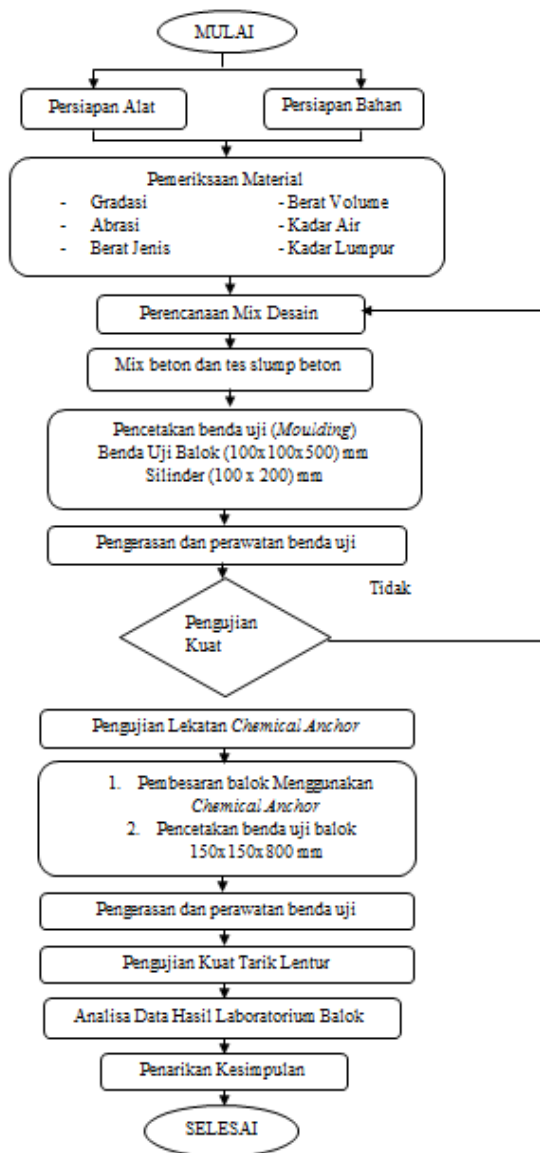 MULAI
Persiapan Alat
Persiapan Bahan
Pemeriksaan Material
- Gradasi - Berat Volume
- Abrasi - Kadar Air
- Berat Jenis - Kadar Lumpur
Perencanaan Mix Desain
Mix beton dan tes slump beton
Pencetakan benda uji (Moulding)
Benda Uji Balok (100x100x500) mm
Silinder (100 x 200) mm
Pengerasan dan perawatan benda uji
Tidak
Pengujian
Kuat
Pengujian Lekatan Chemical Anchor
1. Pembesaran balok Menggunakan
Chemical Anchor
2. Pencetakan benda uji balok
150x150x800 mm
Pengerasan dan perawatan benda uji
Pengujian Kuat Tarik Lentur
Analisa Data Hasil Laboratorium Balok
Penarikan Kesimpulan
SELESAI